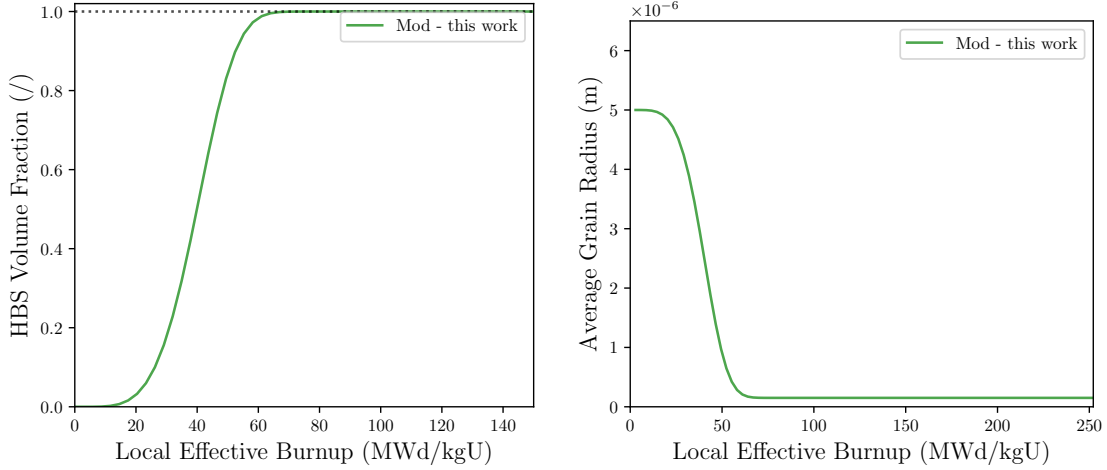 HBS Volume Fraction (/)
1.0
0.8
0.6
0.4
0.2
0.0
0 20 40 60 80 100 120 140
Local Effective Burnup (MWd/kgU)
Mod - this work
×10⁻⁶
Average Grain Radius (m)
6
5
4
3
2
1
0
0 50 100 150 200 250
Local Effective Burnup (MWd/kgU)
Mod - this work